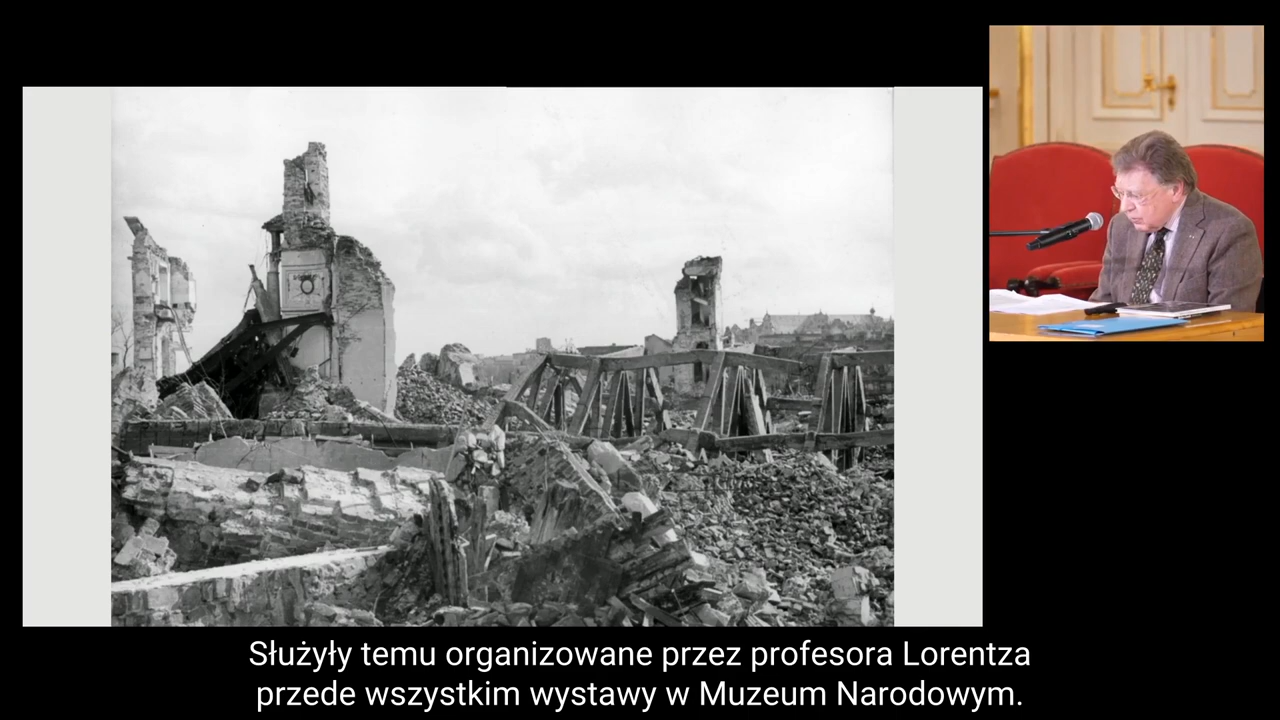 Służyły temu organizowane przez profesora Lorentza
przede wszystkim wystawy w Muzeum Narodowym.